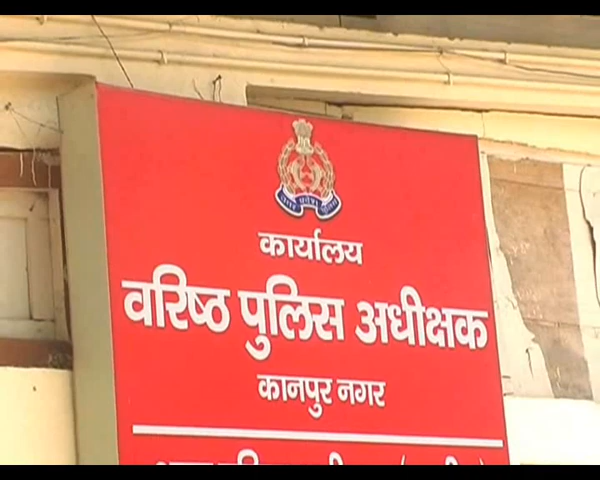 कार्यालय
वरिष्ठ पुलिस अधीक्षक
कानपुर नगर